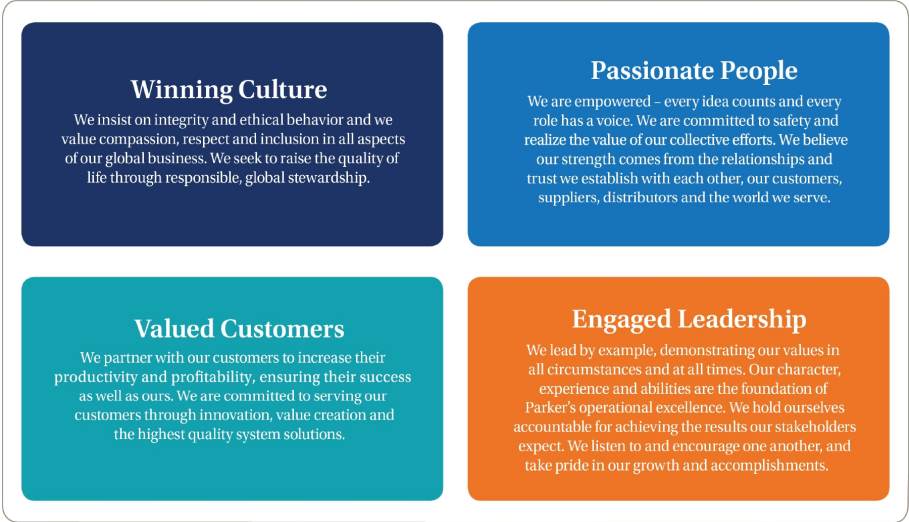 Winning Culture
We insist on integrity and ethical behavior and we
value compassion, respect and inclusion in all aspects
of our global business. We seek to raise the quality of
life through responsible, global stewardship.
Passionate People
We are empowered – every idea counts and every
role has a voice. We are committed to safety and
realize the value of our collective efforts. We believe
our strength comes from the relationships and
trust we establish with each other, our customers,
suppliers, distributors and the world we serve.
Valued Customers
We partner with our customers to increase their
productivity and profitability, ensuring their success
as well as ours. We are committed to serving our
customers through innovation, value creation and
the highest quality system solutions.
Engaged Leadership
We lead by example, demonstrating our values in
all circumstances and at all times. Our character,
experience and abilities are the foundation of
Parker’s operational excellence. We hold ourselves
accountable for achieving the results our stakeholders
expect. We listen to and encourage one another, and
take pride in our growth and accomplishments.